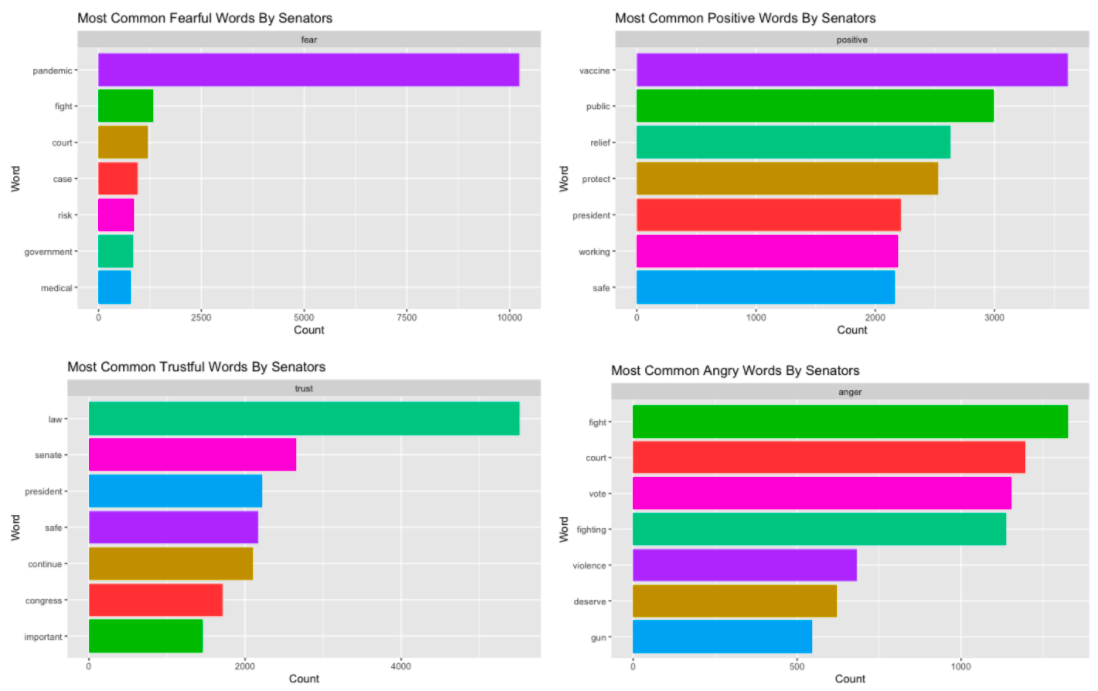 Most Common Fearful Words By Senators
fear
pandemic
fight
court
case
risk
government
medical
Word
0 2500 5000 7500 10000
Count
Most Common Positive Words By Senators
positive
vaccine
public
relief
protect
president
working
safe
Word
0 1000 2000 3000
Count
Most Common Trustful Words By Senators
trust
law
senate
president
safe
continue
congress
important
Word
0 2000 4000
Count
Most Common Angry Words By Senators
anger
fight
court
vote
fighting
violence
deserve
gun
Word
0 500 1000
Count